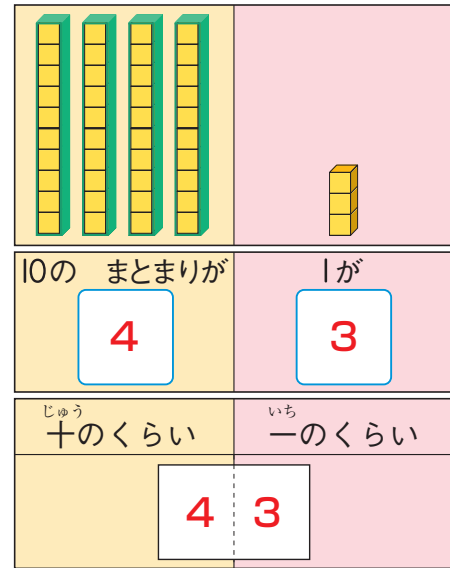 10の まとまりが
1が
4
3
じゅう
十のくらい
いち
一のくらい
4 3